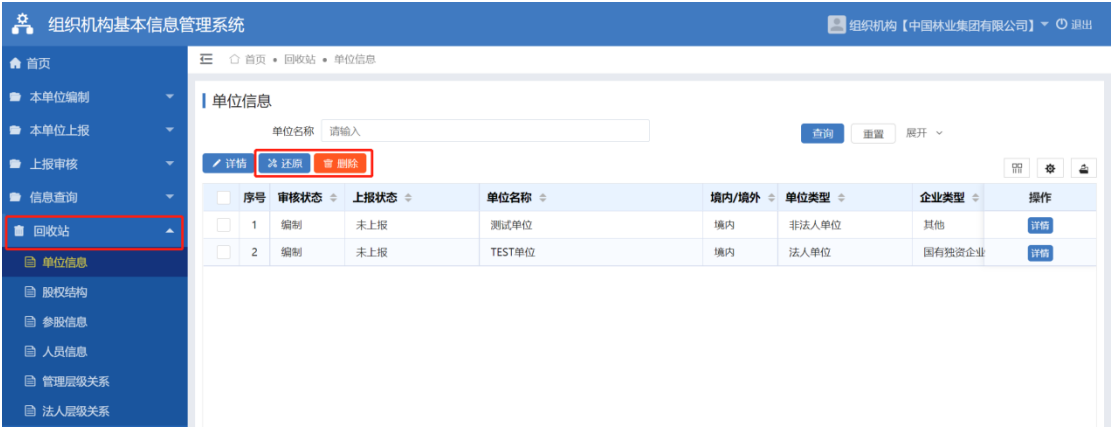 组织机构基本信息管理系统
组织机构【中国林业集团有限公司】 退出
首页
本单位编制
本单位上报
上报审核
信息查询
回收站
单位信息
股权结构
参股信息
人员信息
管理层级关系
法人层级关系
首页 • 回收站 • 单位信息
单位信息
单位名称 请输入 查询 重置 展开
详情 还原 删除
序号 审核状态 上报状态 单位名称 境内/境外 单位类型 企业类型 操作
1 编制 未上报 测试单位 境内 非法人单位 其他 详情
2 编制 未上报 TEST单位 境内 法人单位 国有独资企业 详情